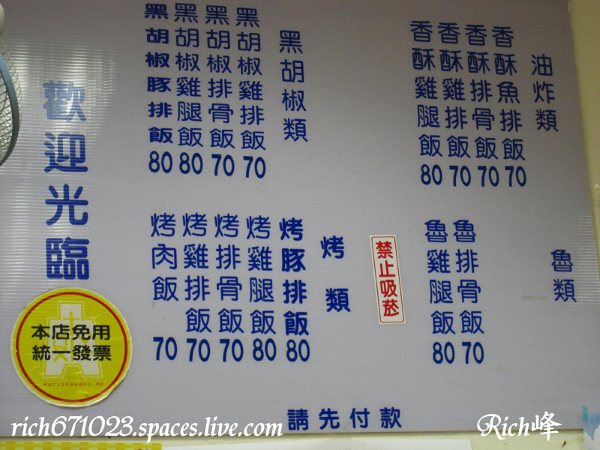 油炸類
香酥魚排飯 70
香酥排骨飯 70
香酥雞排飯 70
香酥雞腿飯 80
黑胡椒類
黑胡椒雞排飯 70
黑胡椒排骨飯 70
黑胡椒雞腿飯 80
黑胡椒豚排飯 80
魯類
魯排骨飯 70
魯雞腿飯 80
禁止吸菸
烤類
烤豚排飯 80
烤雞腿飯 80
烤排骨飯 70
烤雞排飯 70
烤肉飯 70
歡迎光臨
本店免用
統一發票
請先付款
rich671023.spaces.live.com
Rich峰